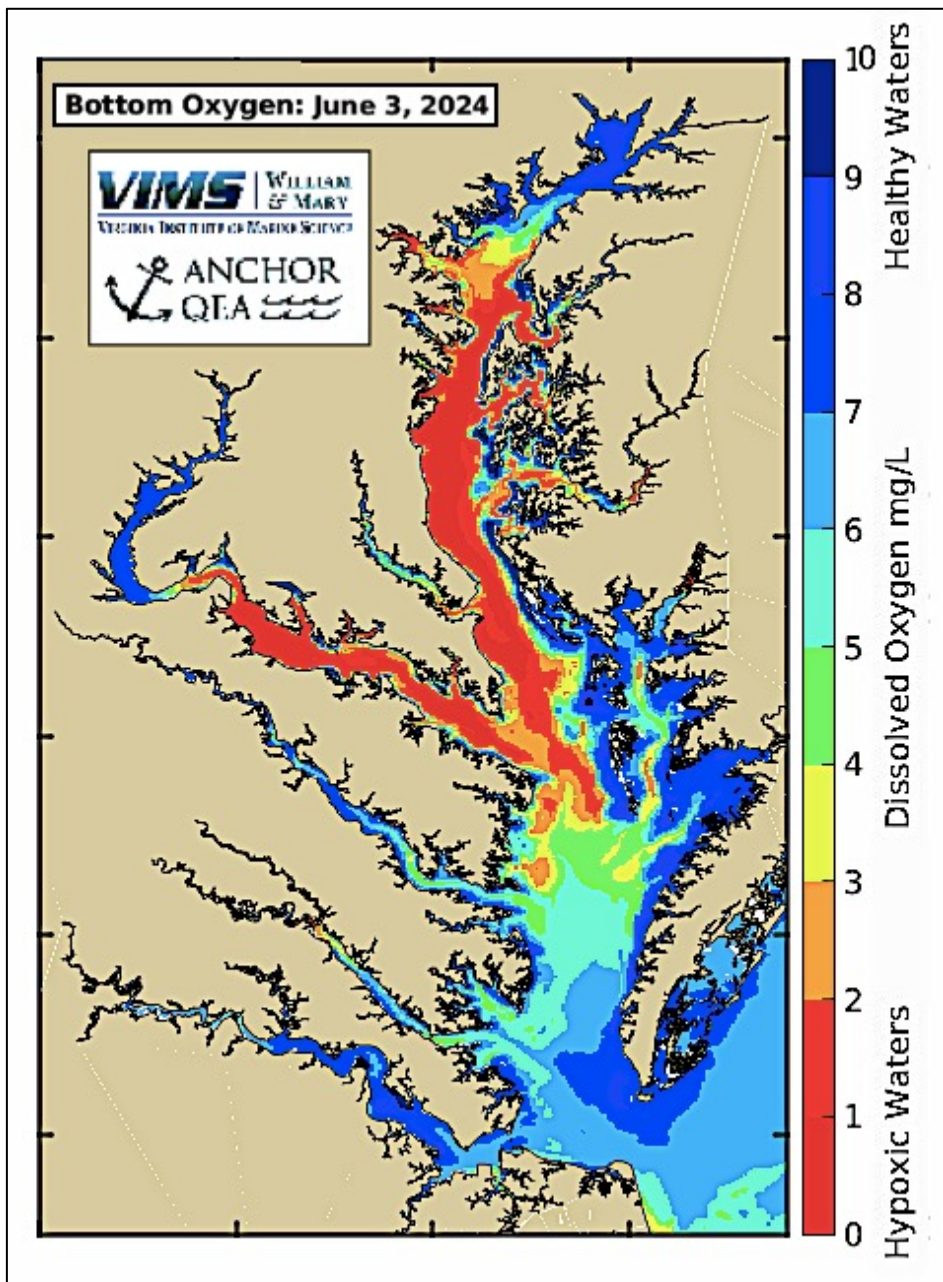 Bottom Oxygen: June 3, 2024
VIMS
WILLIAM
& MARY
VIRGINIA INSTITUTE OF MARINE SCIENCE
ANCHOR
QEA
10
9
8
7
6
5
4
3
2
1
0
Healthy Waters
Dissolved Oxygen mg/L
Hypoxic Waters